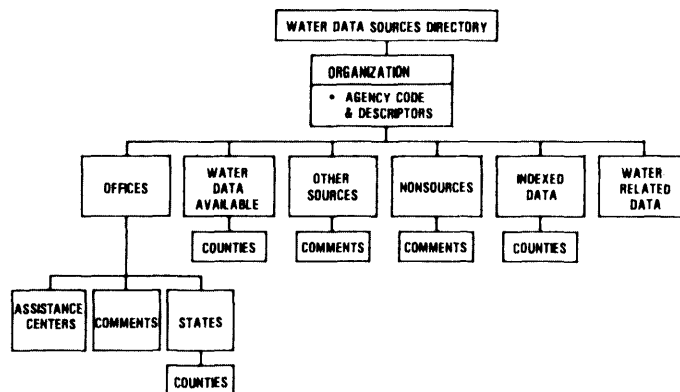 WATER DATA SOURCES DIRECTORY
ORGANIZATION
• AGENCY CODE
& DESCRIPTORS
OFFICES
WATER
DATA
AVAILABLE
OTHER
SOURCES
NONSOURCES
INDEXED
DATA
WATER
RELATED
DATA
COUNTIES
COMMENTS
COMMENTS
COUNTIES
ASSISTANCE
CENTERS
COMMENTS
STATES
COUNTIES